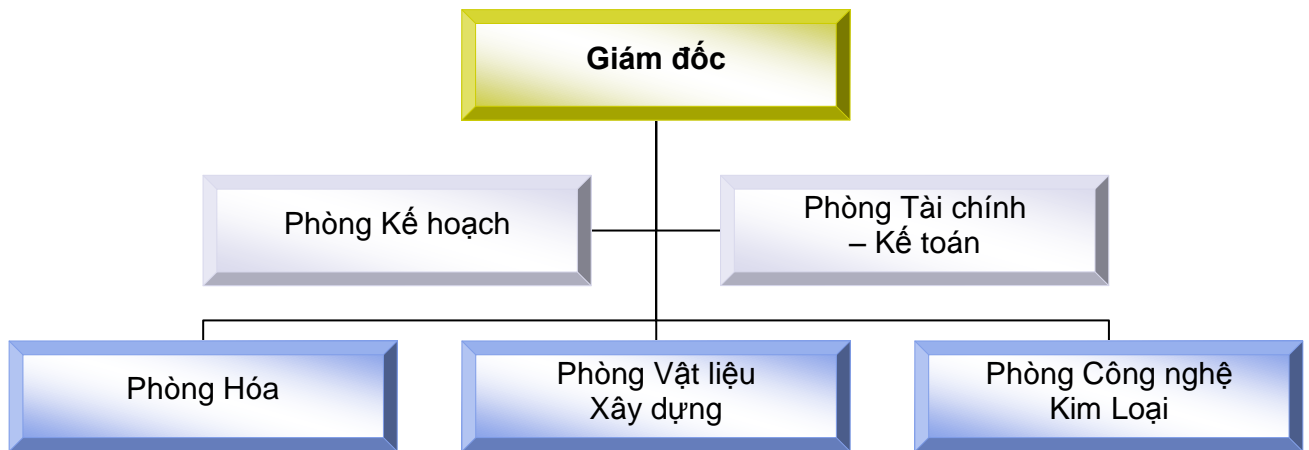 Giám đốc
Phòng Kế hoạch
Phòng Tài chính
– Kế toán
Phòng Hóa
Phòng Vật liệu
Xây dựng
Phòng Công nghệ
Kim Loại